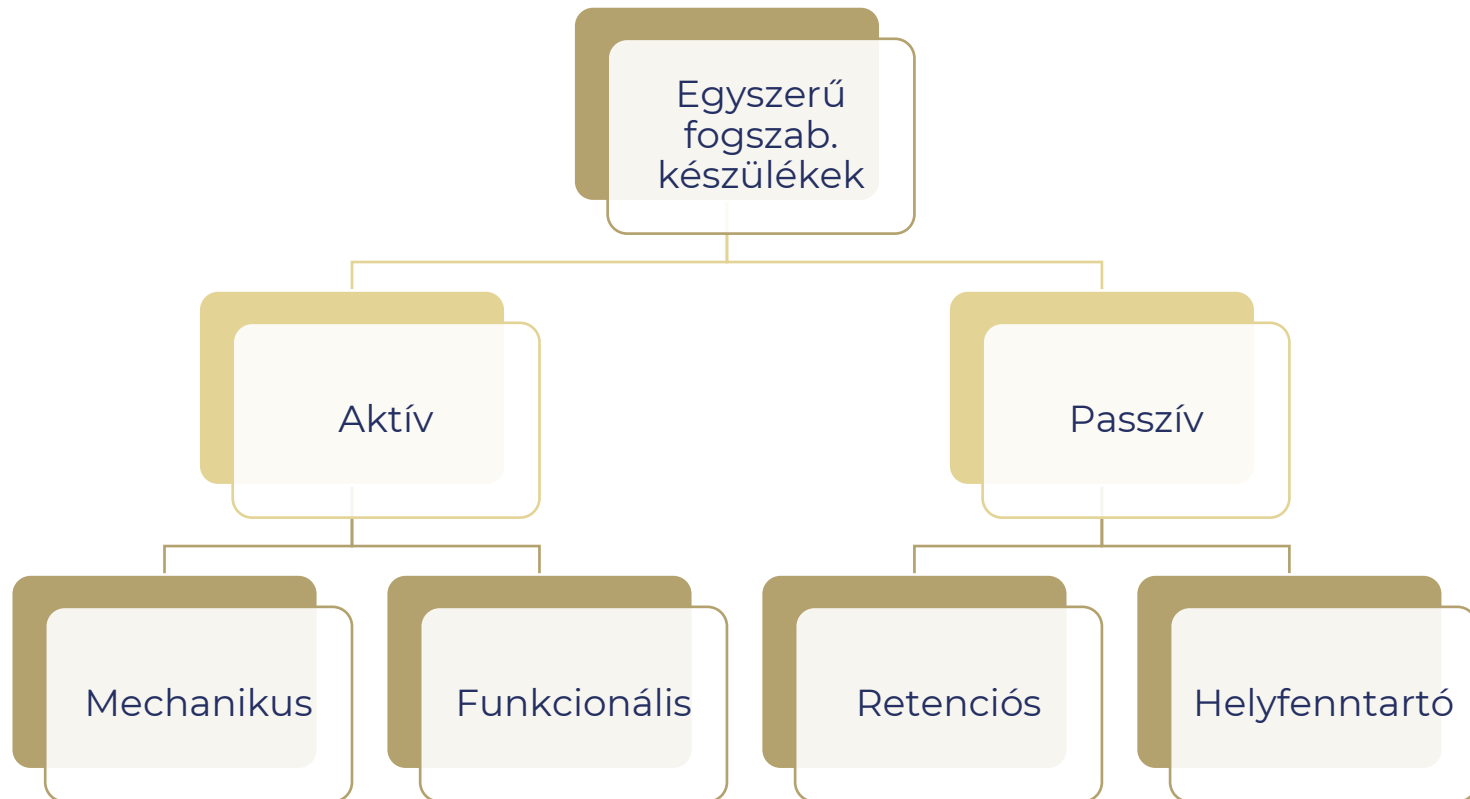 Egyszerű
fogszab.
készülékek
Aktív
Passzív
Mechanikus
Funkcionális
Retenciós
Helyfenntartó